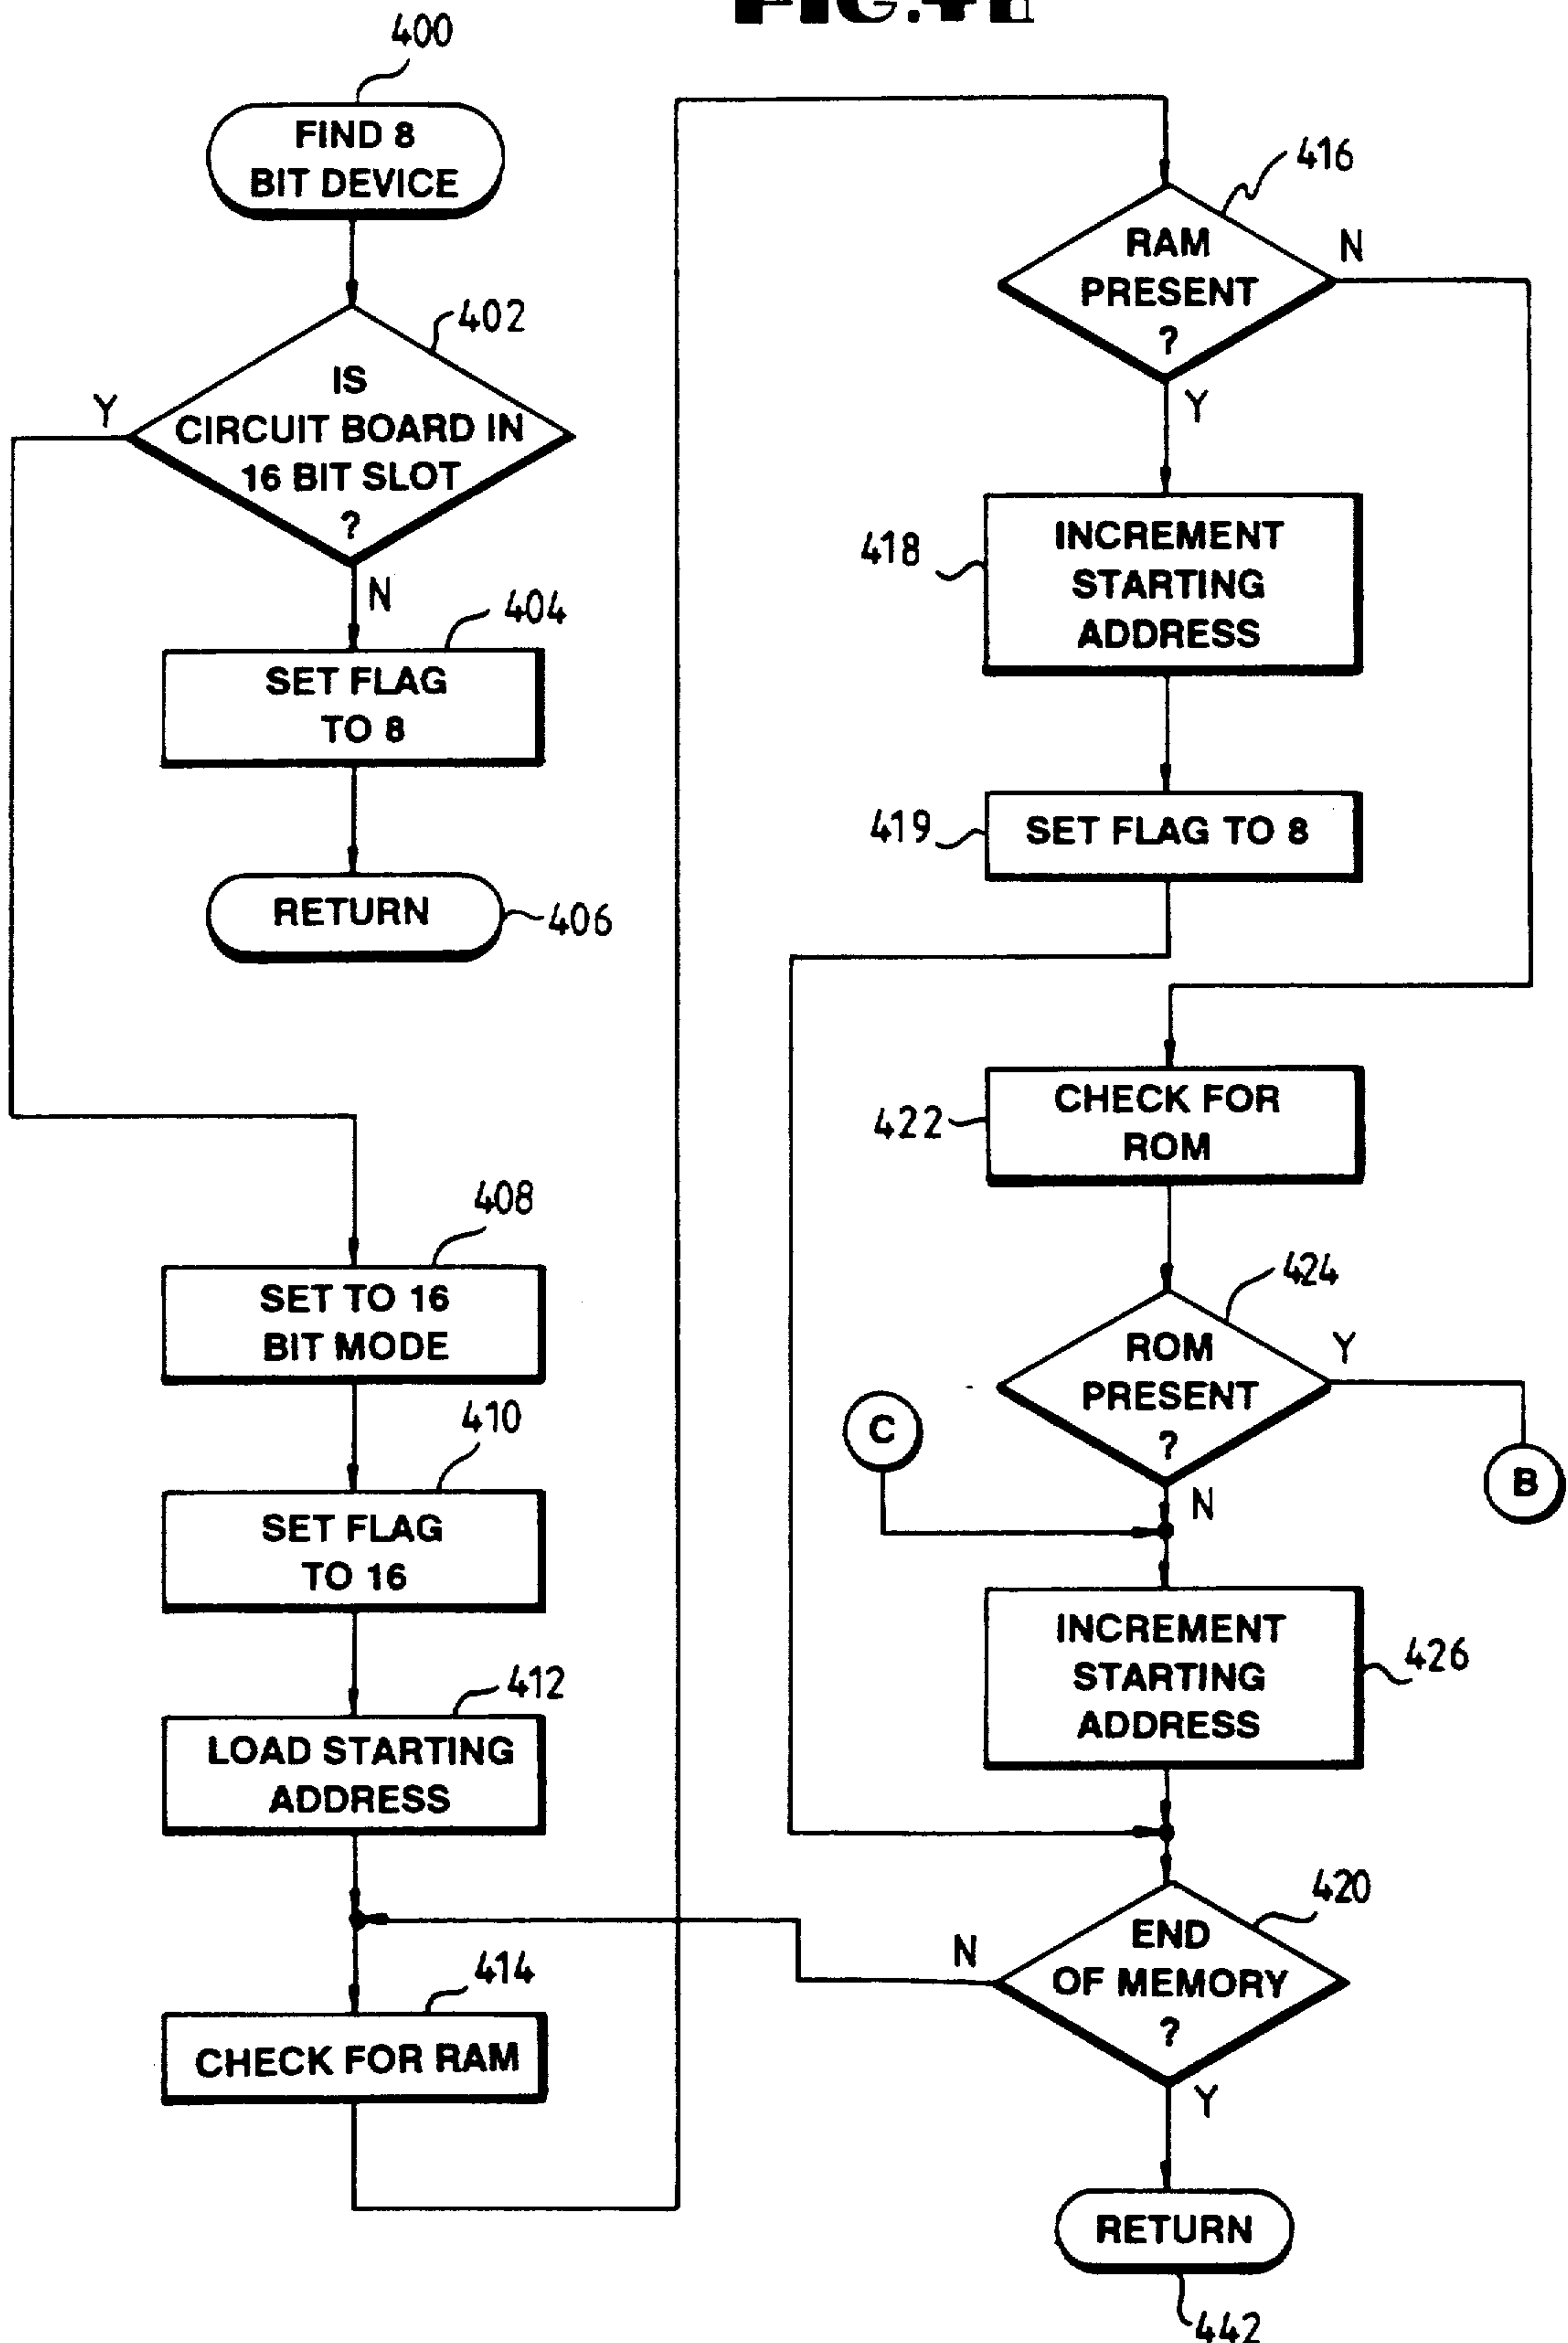 400
FIND 8
BIT DEVICE
402
IS
CIRCUIT BOARD IN
16 BIT SLOT
?
Y
N
404
SET FLAG
TO 8
RETURN
406
408
SET TO 16
BIT MODE
410
SET FLAG
TO 16
412
LOAD STARTING
ADDRESS
414
CHECK FOR RAM
416
RAM
PRESENT
?
N
Y
418
INCREMENT
STARTING
ADDRESS
419
SET FLAG TO 8
422
CHECK FOR
ROM
424
ROM
PRESENT
?
Y
B
C
N
INCREMENT
STARTING
ADDRESS
426
420
END
OF MEMORY
?
N
Y
RETURN
442